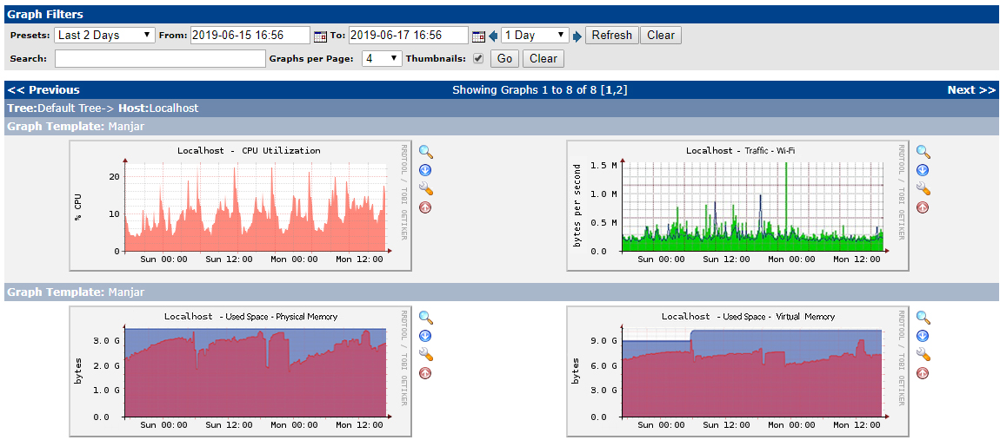 Graph Filters
Presets: Last 2 Days From: 2019-06-15 16:56 To: 2019-06-17 16:56 1 Day Refresh Clear
Search: Graphs per Page: 4 Thumbnails: Go Clear
<< Previous Showing Graphs 1 to 8 of 8 [1,2] Next >>
Tree:Default Tree-> Host:Localhost
Graph Template: Manjar
Localhost - CPU Utilization
% CPU
20
10
0
Sun 00:00 Sun 12:00 Mon 00:00 Mon 12:00
RRDTOOL / TOBI OETIKER
Localhost - Traffic - Wi-Fi
bytes per second
1.5 M
1.0 M
0.5 M
0.0
Sun 00:00 Sun 12:00 Mon 00:00 Mon 12:00
RRDTOOL / TOBI OETIKER
Graph Template: Manjar
Localhost - Used Space - Physical Memory
bytes
3.0 G
2.0 G
1.0 G
0.0
Sun 00:00 Sun 12:00 Mon 00:00 Mon 12:00
RRDTOOL / TOBI OETIKER
Localhost - Used Space - Virtual Memory
bytes
9.0 G
6.0 G
3.0 G
0.0
Sun 00:00 Sun 12:00 Mon 00:00 Mon 12:00
RRDTOOL / TOBI OETIKER